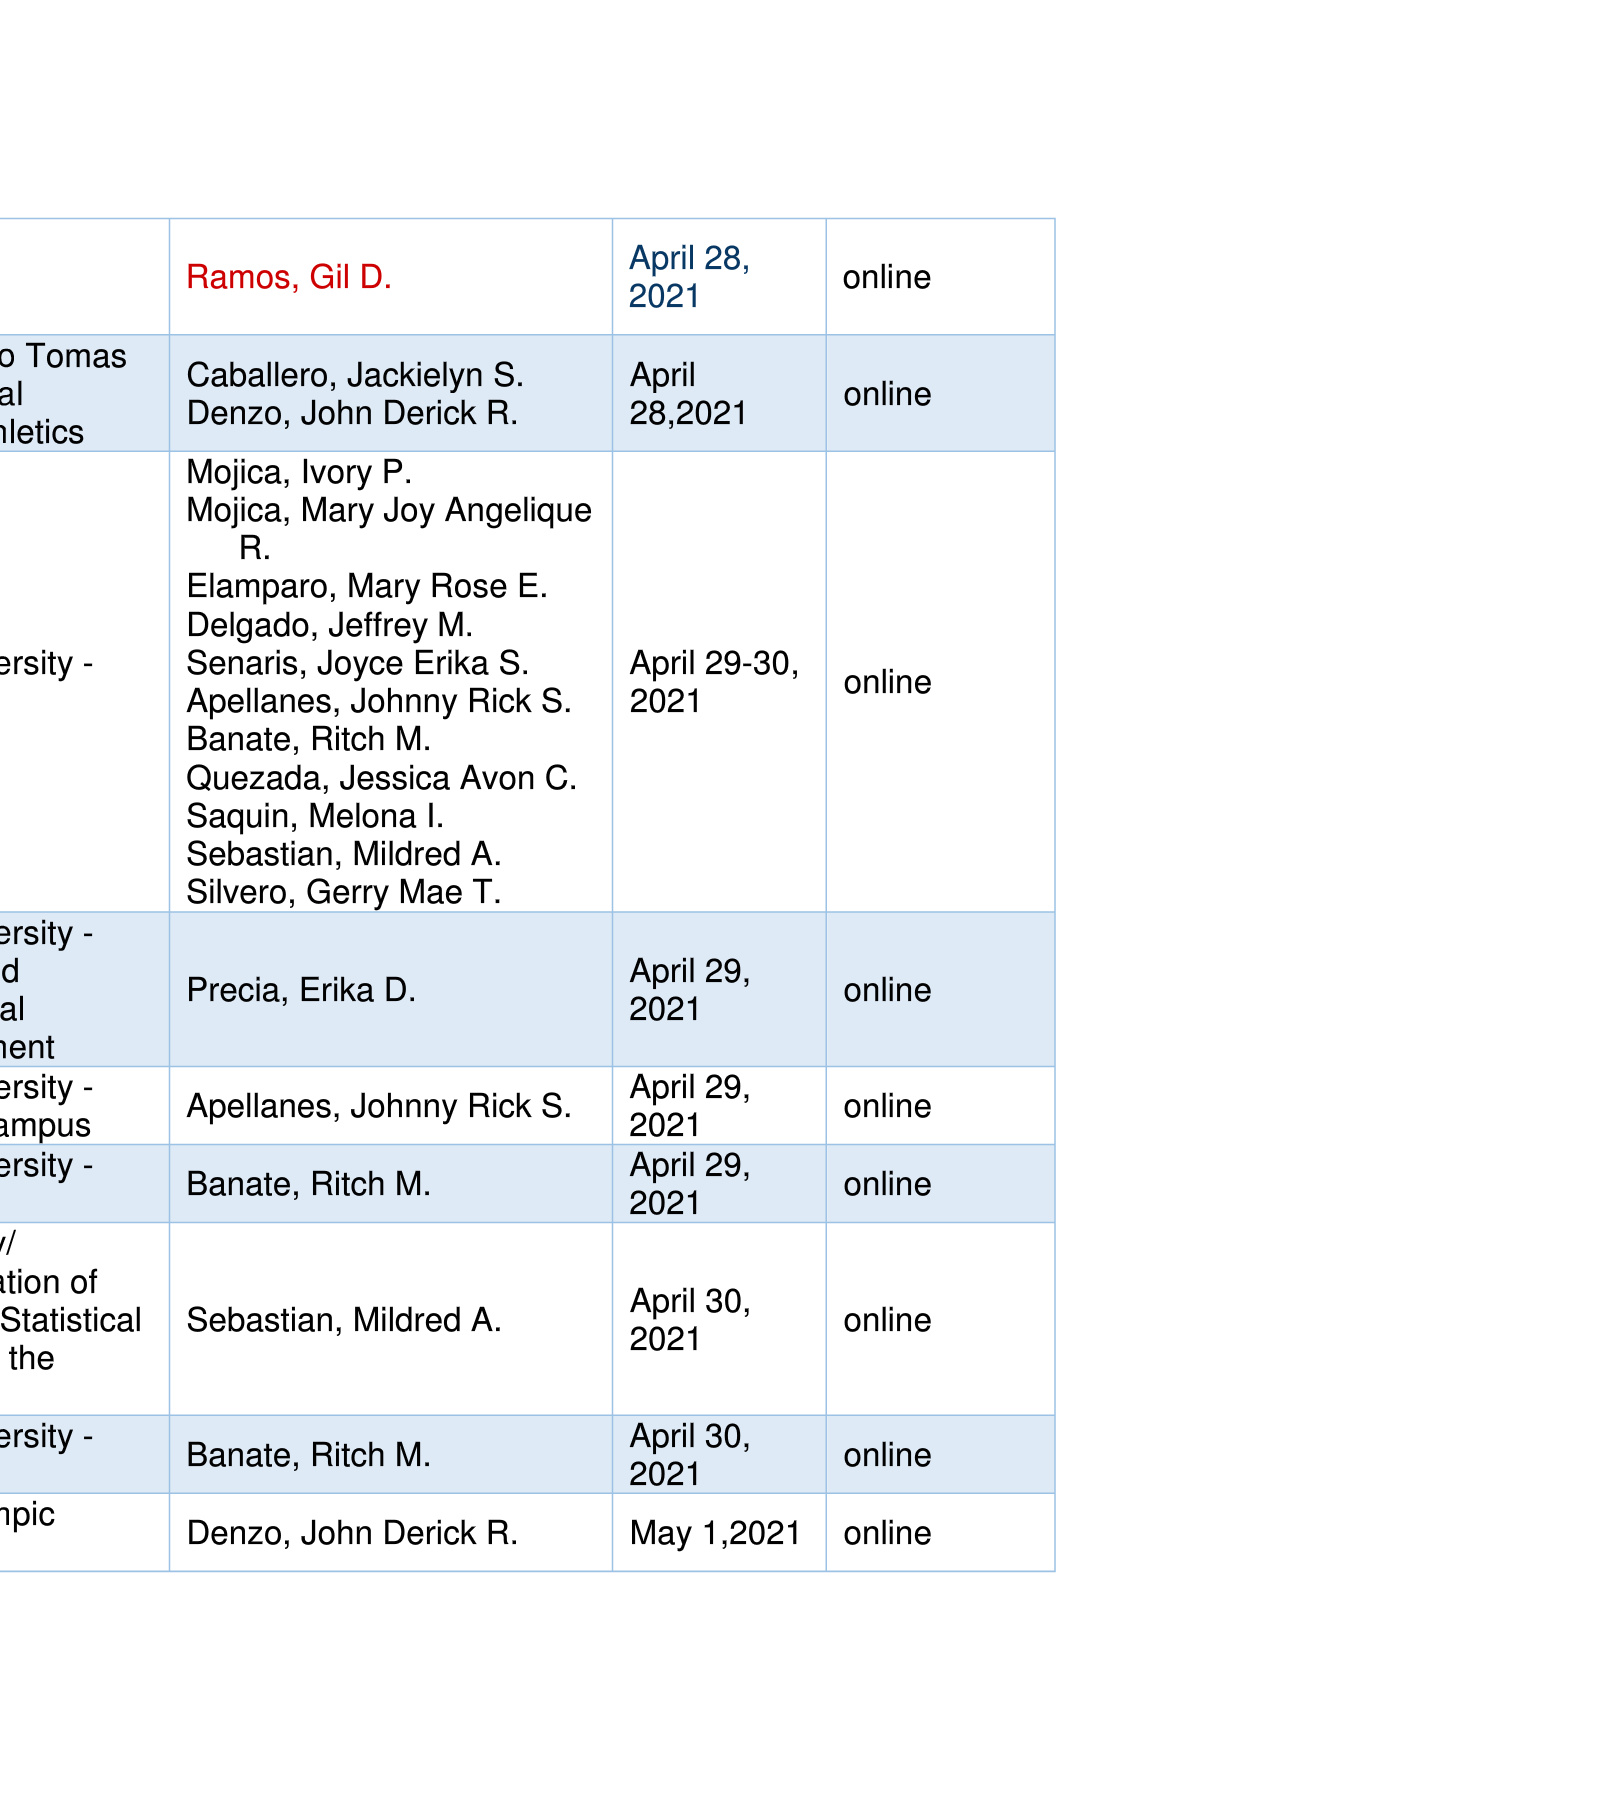 Ramos, Gil D.
April 28,
2021
online
o Tomas
al
letics
Caballero, Jackielyn S.
Denzo, John Derick R.
April
28,2021
online
ersity -
Mojica, Ivory P.
Mojica, Mary Joy Angelique
R.
Elamparo, Mary Rose E.
Delgado, Jeffrey M.
Senaris, Joyce Erika S.
Apellanes, Johnny Rick S.
Banate, Ritch M.
Quezada, Jessica Avon C.
Saquin, Melona I.
Sebastian, Mildred A.
Silvero, Gerry Mae T.
April 29-30,
2021
online
ersity -
d
al
ent
Precia, Erika D.
April 29,
2021
online
ersity -
ampus
Apellanes, Johnny Rick S.
April 29,
2021
online
ersity -
Banate, Ritch M.
April 29,
2021
online
/
ation of
Statistical
the
Sebastian, Mildred A.
April 30,
2021
online
ersity -
Banate, Ritch M.
April 30,
2021
online
pic
Denzo, John Derick R.
May 1,2021
online